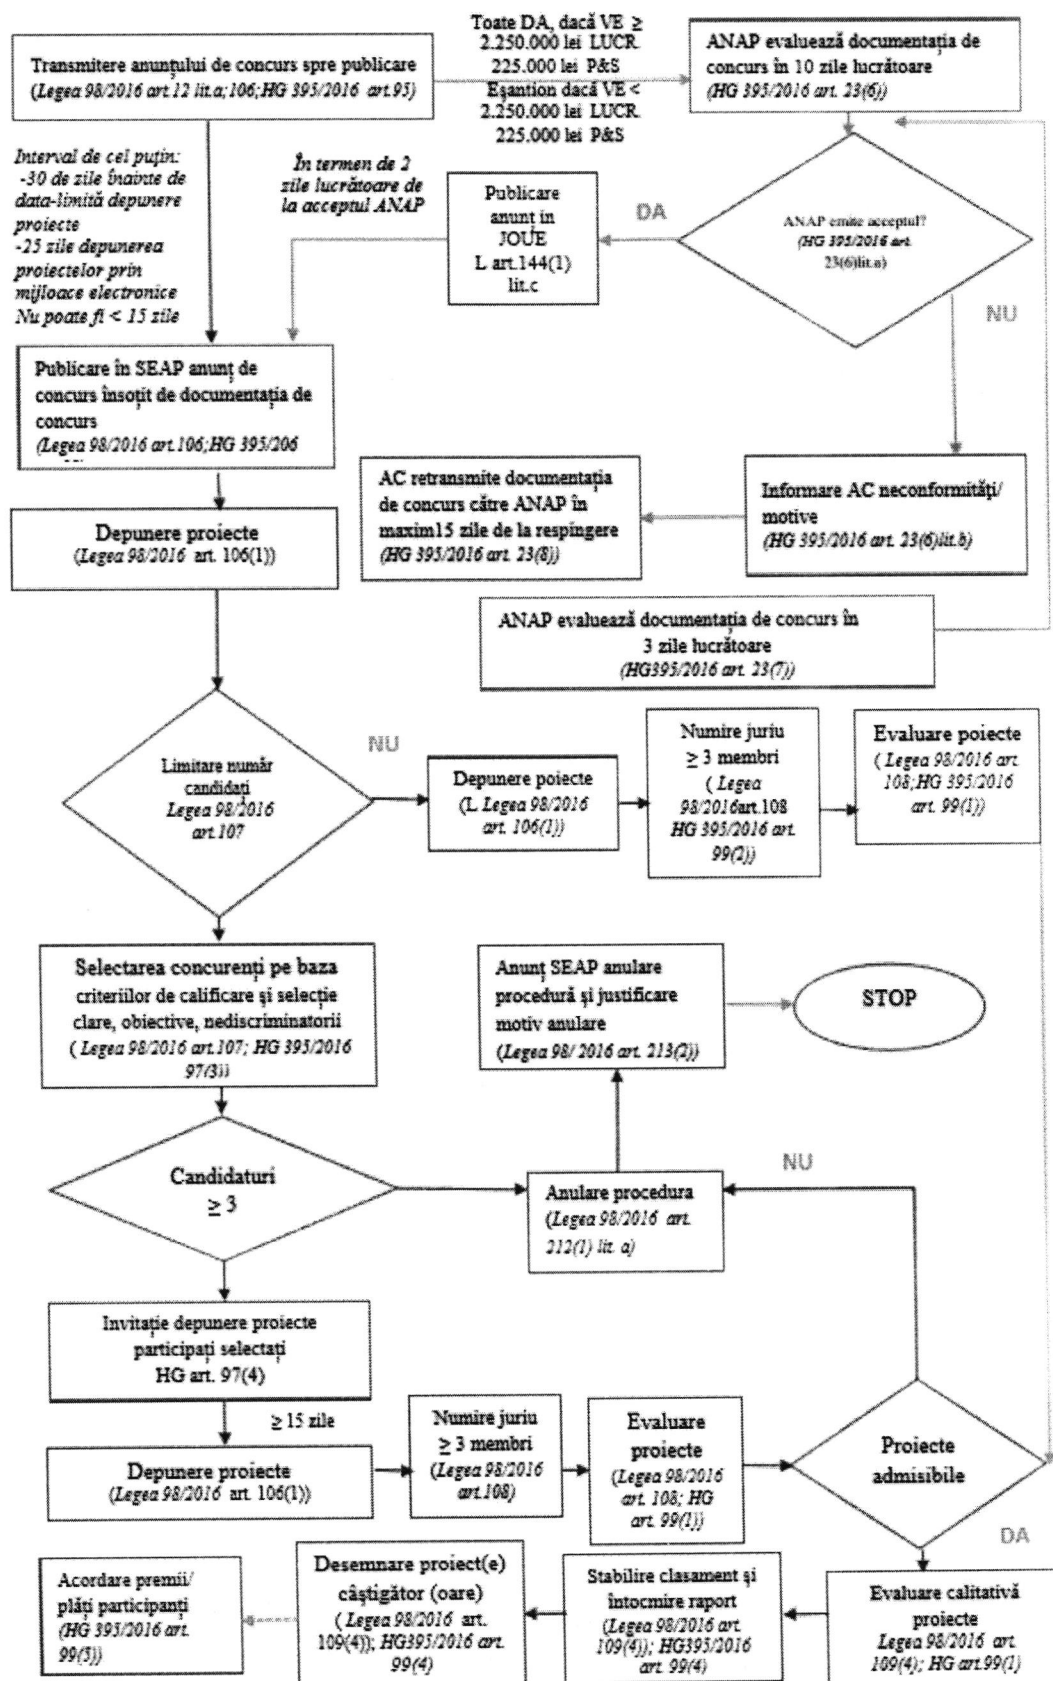 Transmitere anunțului de concurs spre publicare
(Legea 98/2016 art.12 lit.a;106;HG 395/2016 art.95)
Toate DA, dacă VE ≥
2.250.000 lei LUCR.
225.000 lei P&S
Eșantion dacă VE <
2.250.000 lei LUCR.
225.000 lei P&S
ANAP evaluează documentația de
concurs în 10 zile lucrătoare
(HG 395/2016 art. 23(6))
Interval de cel puțin:
-30 de zile înainte de
data-limită depunere
proiecte
-25 zile depunerea
proiectelor prin
mijloace electronice
Nu poate fi < 15 zile
În termen de 2
zile lucrătoare de
la acceptul ANAP
Publicare
anunț in
JOUE
L art.144(1)
lit.c
DA
ANAP emite acceptul?
(HG 395/2016 art.
23(6)lit.a)
NU
Publicare în SEAP anunț de
concurs însoțit de documentația de
concurs
(Legea 98/2016 art.106;HG 395/206
AC retransmite documentația
de concurs către ANAP în
maxim15 zile de la respingere
(HG 395/2016 art. 23(8))
Informare AC neconformități/
motive
(HG 395/2016 art. 23(6)lit.b)
Depunere proiecte
(Legea 98/2016 art. 106(1))
ANAP evaluează documentația de concurs în
3 zile lucrătoare
(HG395/2016 art. 23(7))
Limitare număr
candidați
Legea 98/2016
art.107
NU
Depunere poiecte
(L Legea 98/2016
art. 106(1))
Numire juriu
≥ 3 membri
( Legea
98/2016art.108
HG 395/2016 art.
99(2))
Evaluare poiecte
( Legea 98/2016 art.
108;HG 395/2016
art. 99(1))
Selectarea concurenți pe baza
criteriilor de calificare și selecție
clare, obiective, nediscriminatorii
( Legea 98/2016 art.107; HG 395/2016
97(3))
Anunț SEAP anulare
procedură și justificare
motiv anulare
(Legea 98/ 2016 art. 213(2))
STOP
Candidaturi
≥ 3
Anulare procedura
(Legea 98/2016 art.
212(1) lit. a)
NU
Invitație depunere proiecte
participați selectați
HG art. 97(4)
≥ 15 zile
Depunere proiecte
(Legea 98/2016 art. 106(1))
Numire juriu
≥ 3 membri
(Legea 98/2016
art.108)
Evaluare
proiecte
(Legea 98/2016
art. 108; HG
art. 99(1))
Proiecte
admisibile
DA
Acordare premii/
plăți participanți
(HG 395/2016 art.
99(5))
Desemnare proiect(e)
câștigător (oare)
( Legea 98/2016 art.
109(4)); HG395/2016 art.
99(4)
Stabilire clasament și
întocmire raport
(Legea 98/2016 art.
109(4)); HG395/2016
art. 99(4)
Evaluare calitativă
proiecte
Legea 98/2016 art.
109(4); HG art.99(1)